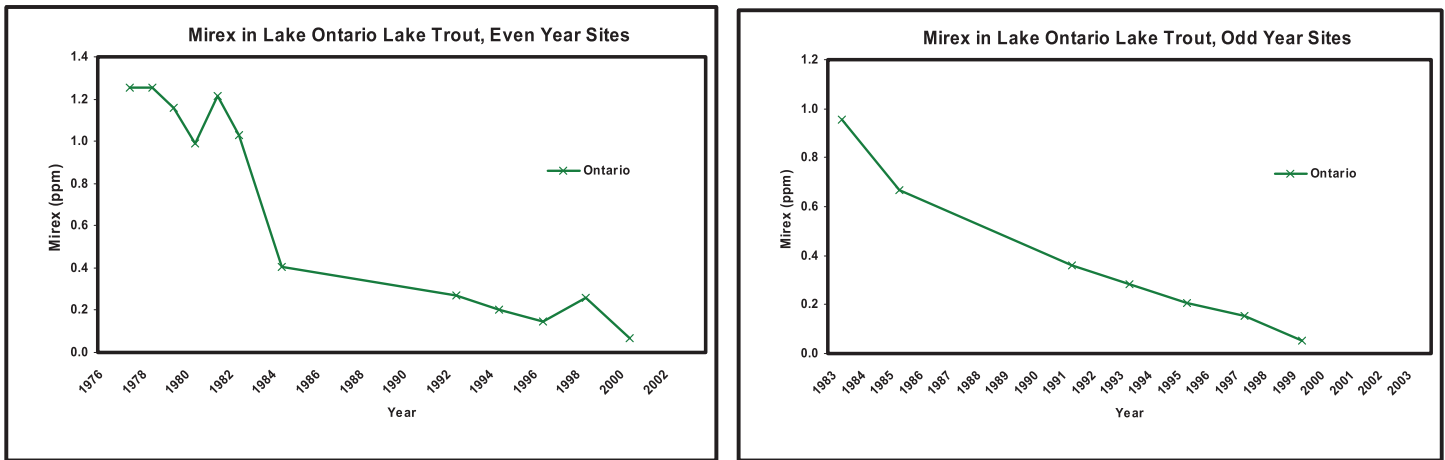 Mirex in Lake Ontario Lake Trout, Even Year Sites
1.4
1.2
1.0
0.8
0.6
0.4
0.2
0.0
Mirex (ppm)
Ontario
1976 1978 1980 1982 1984 1986 1988 1990 1992 1994 1996 1998 2000 2002
Year
Mirex in Lake Ontario Lake Trout, Odd Year Sites
1.2
1.0
0.8
0.6
0.4
0.2
0.0
Mirex (ppm)
Ontario
1983 1984 1985 1986 1987 1988 1989 1990 1991 1992 1993 1994 1995 1996 1997 1998 1999 2000 2001 2002 2003
Year